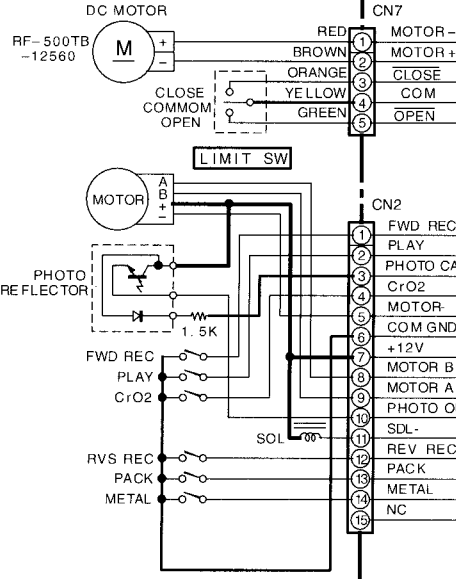 DC MOTOR
CN7
RF-500TB
-12560
M
+
−
RED
1
MOTOR-
BROWN
2
MOTOR+
ORANGE
3
CLOSE
CLOSE
COMMOM
OPEN
YELLOW
4
COM
GREEN
5
OPEN
LIMIT SW
MOTOR
A
B
+
−
CN2
1
FWD REC
2
PLAY
3
PHOTO CA
4
CrO2
5
MOTOR-
6
COM GND
7
+12V
8
MOTOR B
9
MOTOR A
10
PHOTO O
11
SDL-
12
REV REC
13
PACK
14
METAL
15
NC
PHOTO
REFLECTOR
1.5K
FWD REC
PLAY
CrO2
SOL
RVS REC
PACK
METAL